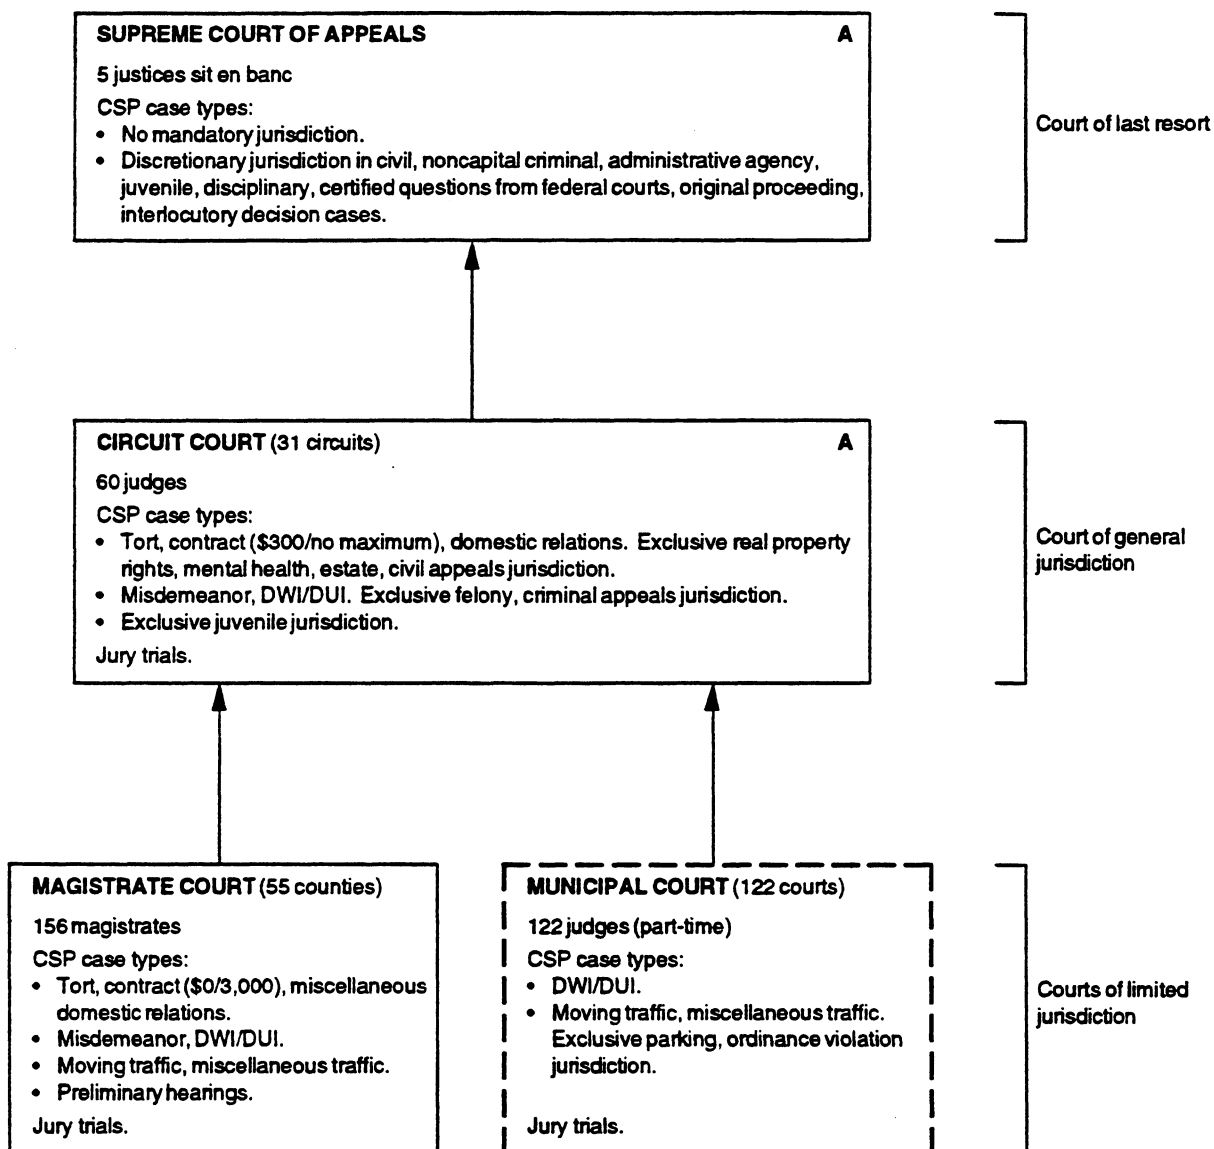 SUPREME COURT OF APPEALS A
5 justices sit en banc
CSP case types:
• No mandatory jurisdiction.
• Discretionary jurisdiction in civil, noncapital criminal, administrative agency,
juvenile, disciplinary, certified questions from federal courts, original proceeding,
interlocutory decision cases.
Court of last resort
CIRCUIT COURT (31 circuits) A
60 judges
CSP case types:
• Tort, contract ($300/no maximum), domestic relations. Exclusive real property
rights, mental health, estate, civil appeals jurisdiction.
• Misdemeanor, DWI/DUI. Exclusive felony, criminal appeals jurisdiction.
• Exclusive juvenile jurisdiction.
Jury trials.
Court of general
jurisdiction
MAGISTRATE COURT (55 counties)
156 magistrates
CSP case types:
• Tort, contract ($0/3,000), miscellaneous
domestic relations.
• Misdemeanor, DWI/DUI.
• Moving traffic, miscellaneous traffic.
• Preliminary hearings.
Jury trials.
MUNICIPAL COURT (122 courts)
122 judges (part-time)
CSP case types:
• DWI/DUI.
• Moving traffic, miscellaneous traffic.
Exclusive parking, ordinance violation
jurisdiction.
Jury trials.
Courts of limited
jurisdiction